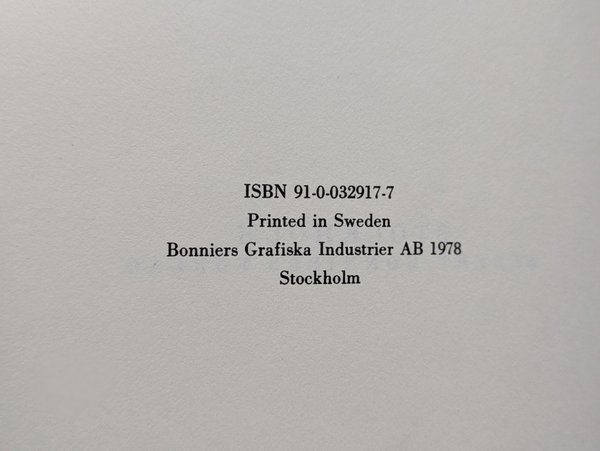 ISBN 91-0-032917-7
Printed in Sweden
Bonniers Grafiska Industrier AB 1978
Stockholm